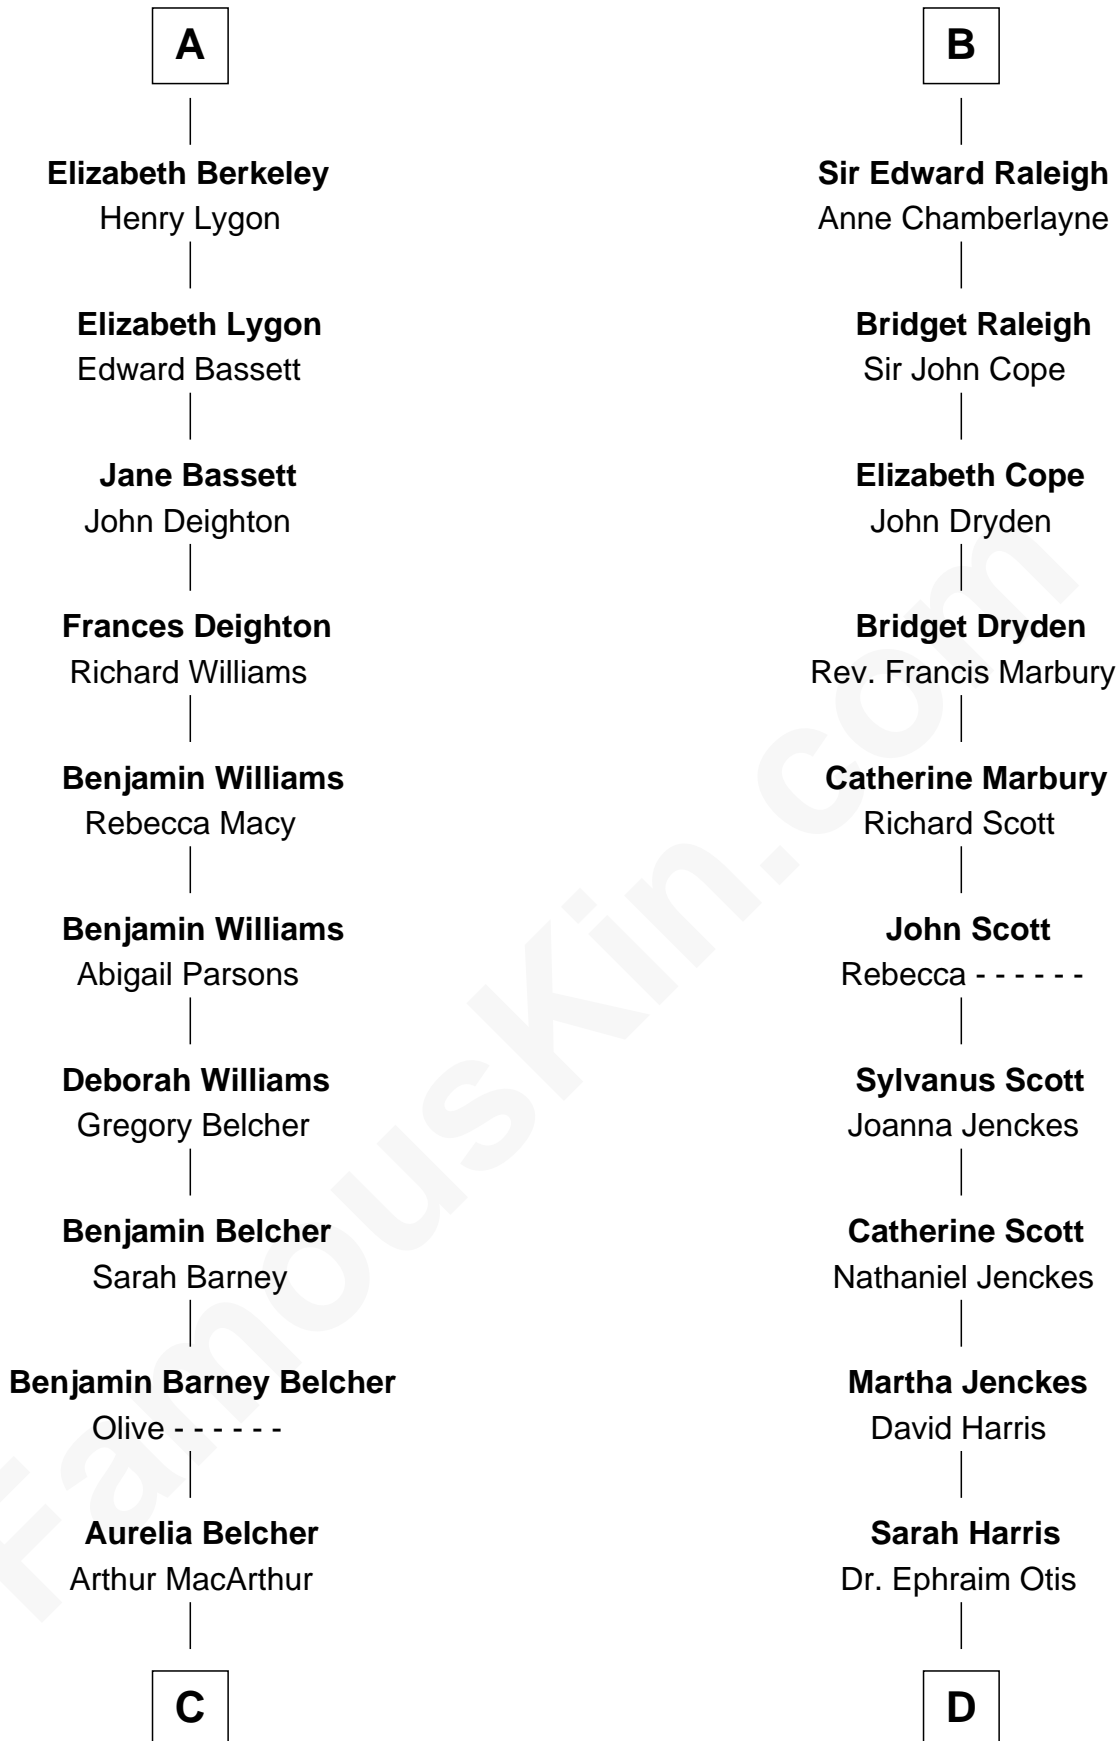 A
Elizabeth Berkeley
Henry Lygon
Elizabeth Lygon
Edward Bassett
Jane Bassett
John Deighton
Frances Deighton
Richard Williams
Benjamin Williams
Rebecca Macy
Benjamin Williams
Abigail Parsons
Deborah Williams
Gregory Belcher
Benjamin Belcher
Sarah Barney
Benjamin Barney Belcher
Olive - - - - - -
Aurelia Belcher
Arthur MacArthur
C
B
Sir Edward Raleigh
Anne Chamberlayne
Bridget Raleigh
Sir John Cope
Elizabeth Cope
John Dryden
Bridget Dryden
Rev. Francis Marbury
Catherine Marbury
Richard Scott
John Scott
Rebecca - - - - - -
Sylvanus Scott
Joanna Jenckes
Catherine Scott
Nathaniel Jenckes
Martha Jenckes
David Harris
Sarah Harris
Dr. Ephraim Otis
D
FamousKin.com